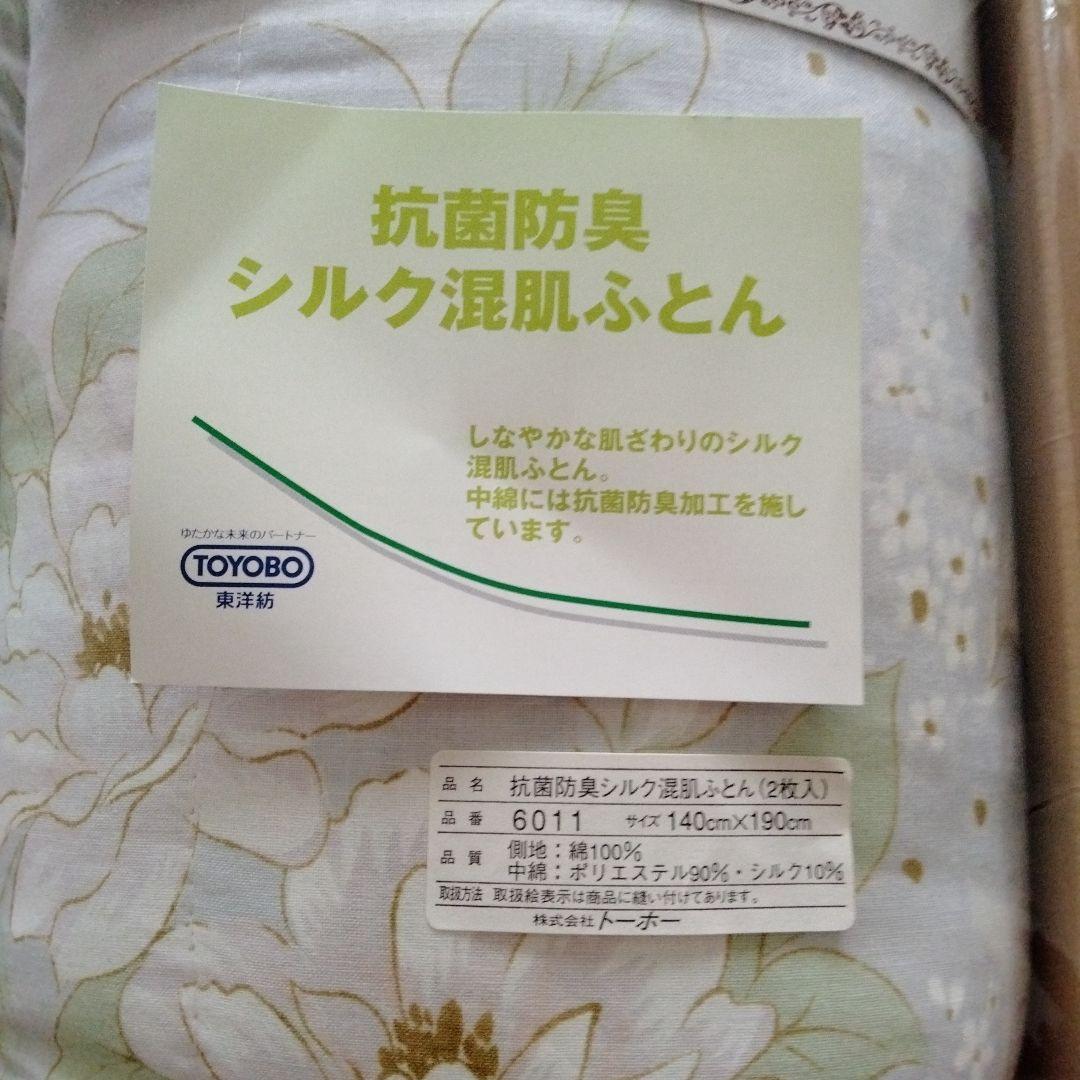 抗菌防臭
シルク混肌ふとん
しなやかな肌ざわりのシルク
混肌ふとん。
中綿には抗菌防臭加工を施し
ています。
ゆたかな未来のパートナー
TOYOBO
東洋紡
品名 抗菌防臭シルク混肌ふとん(2枚入)
品番 6011 サイズ 140cm×190cm
品質 側地:綿100%
中綿:ポリエステル90%・シルク10%
取扱方法 取扱絵表示は商品に縫い付けてあります。
株式会社トーホー